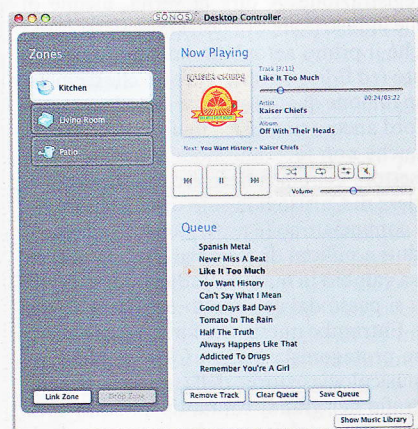 SONOS Desktop Controller
Zones
Kitchen
Living Room
Patio
Now Playing
KAISER CHIEFS
Track (3/11)
Like It Too Much
00:24/03:22
Artist
Kaiser Chiefs
Album
Off With Their Heads
Next: You Want History - Kaiser Chiefs
Volume
Queue
Spanish Metal
Never Miss A Beat
Like It Too Much
You Want History
Can't Say What I Mean
Good Days Bad Days
Tomato In The Rain
Half The Truth
Always Happens Like That
Addicted To Drugs
Remember You're A Girl
Link Zone
Drop Zone
Remove Track
Clear Queue
Save Queue
Show Music Library